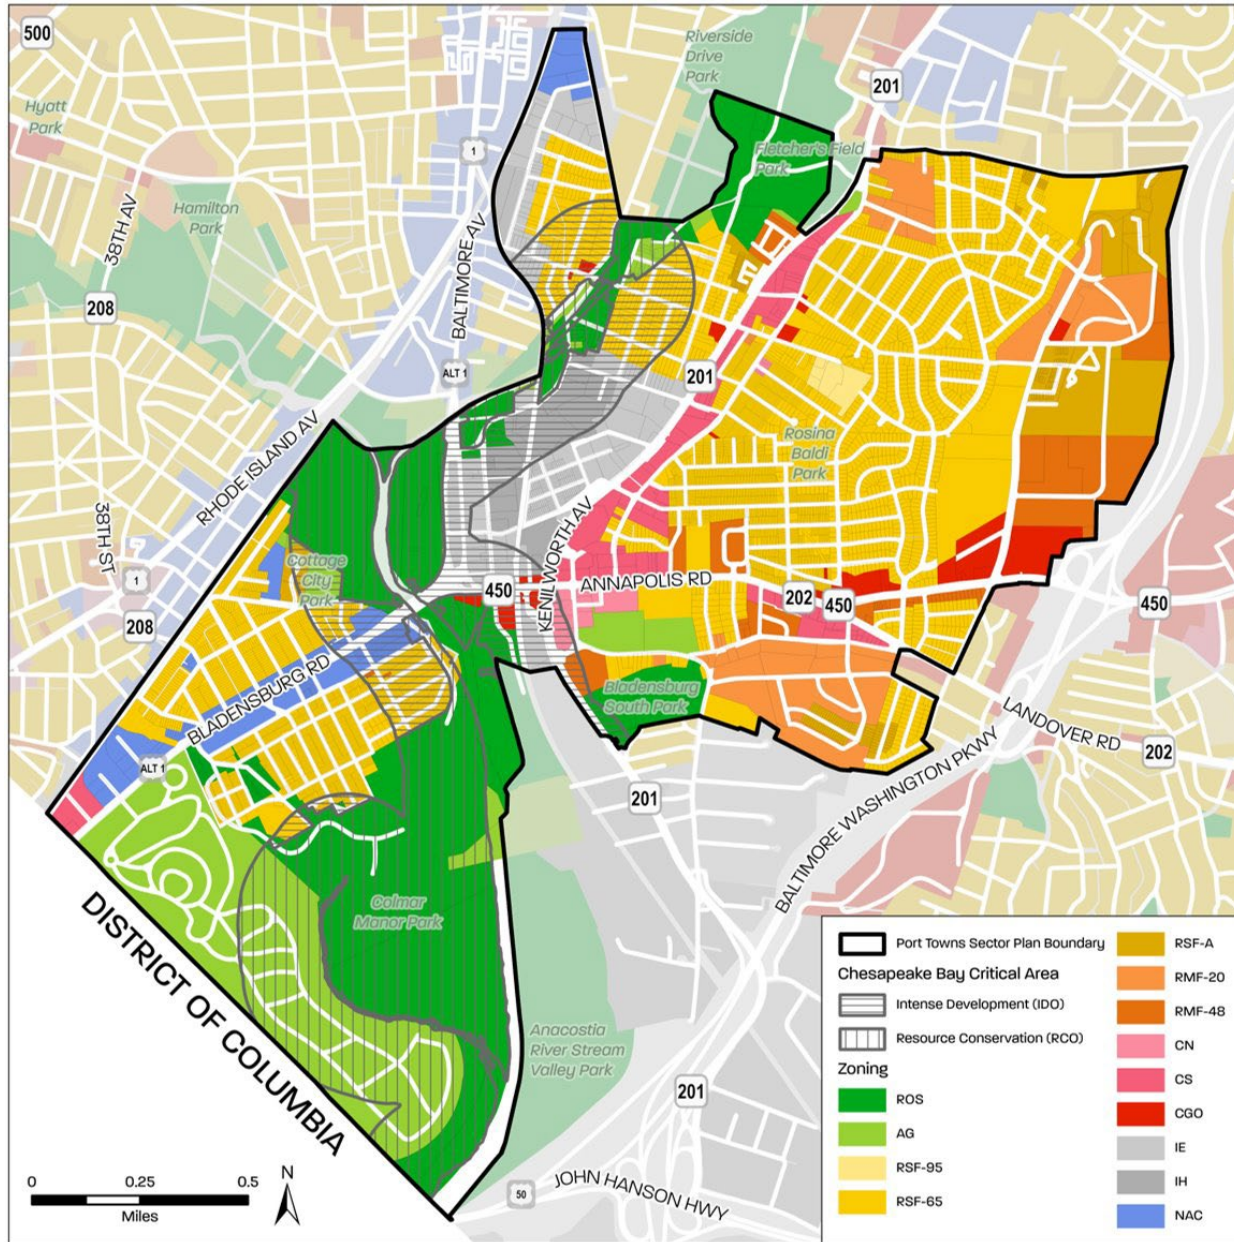 500
Riverside
Drive
Park
201
Hyatt
Park
1
Fletcher's Field
Park
Hamilton
Park
38TH AV
BALTIMORE AV
208
ALT 1
201
RHODE ISLAND AV
Rosina
Baldi
Park
38TH ST
KENILWORTH AV
1
Cottage
City
Park
450
ANNAPOLIS RD
202
450
450
208
BLADENSBURG RD
Bladensburg
South Park
LANDOVER RD
202
ALT 1
201
BALTIMORE WASHINGTON PKWY
Colmar
Manor Park
DISTRICT OF COLUMBIA
Anacostia
River Stream
Valley Park
201
50
JOHN HANSON HWY
N
0 0.25 0.5
Miles
Port Towns Sector Plan Boundary
Chesapeake Bay Critical Area
Intense Development (IDO)
Resource Conservation (RCO)
Zoning
ROS
AG
RSF-95
RSF-65
RSF-A
RMF-20
RMF-48
CN
CS
CGO
IE
IH
NAC